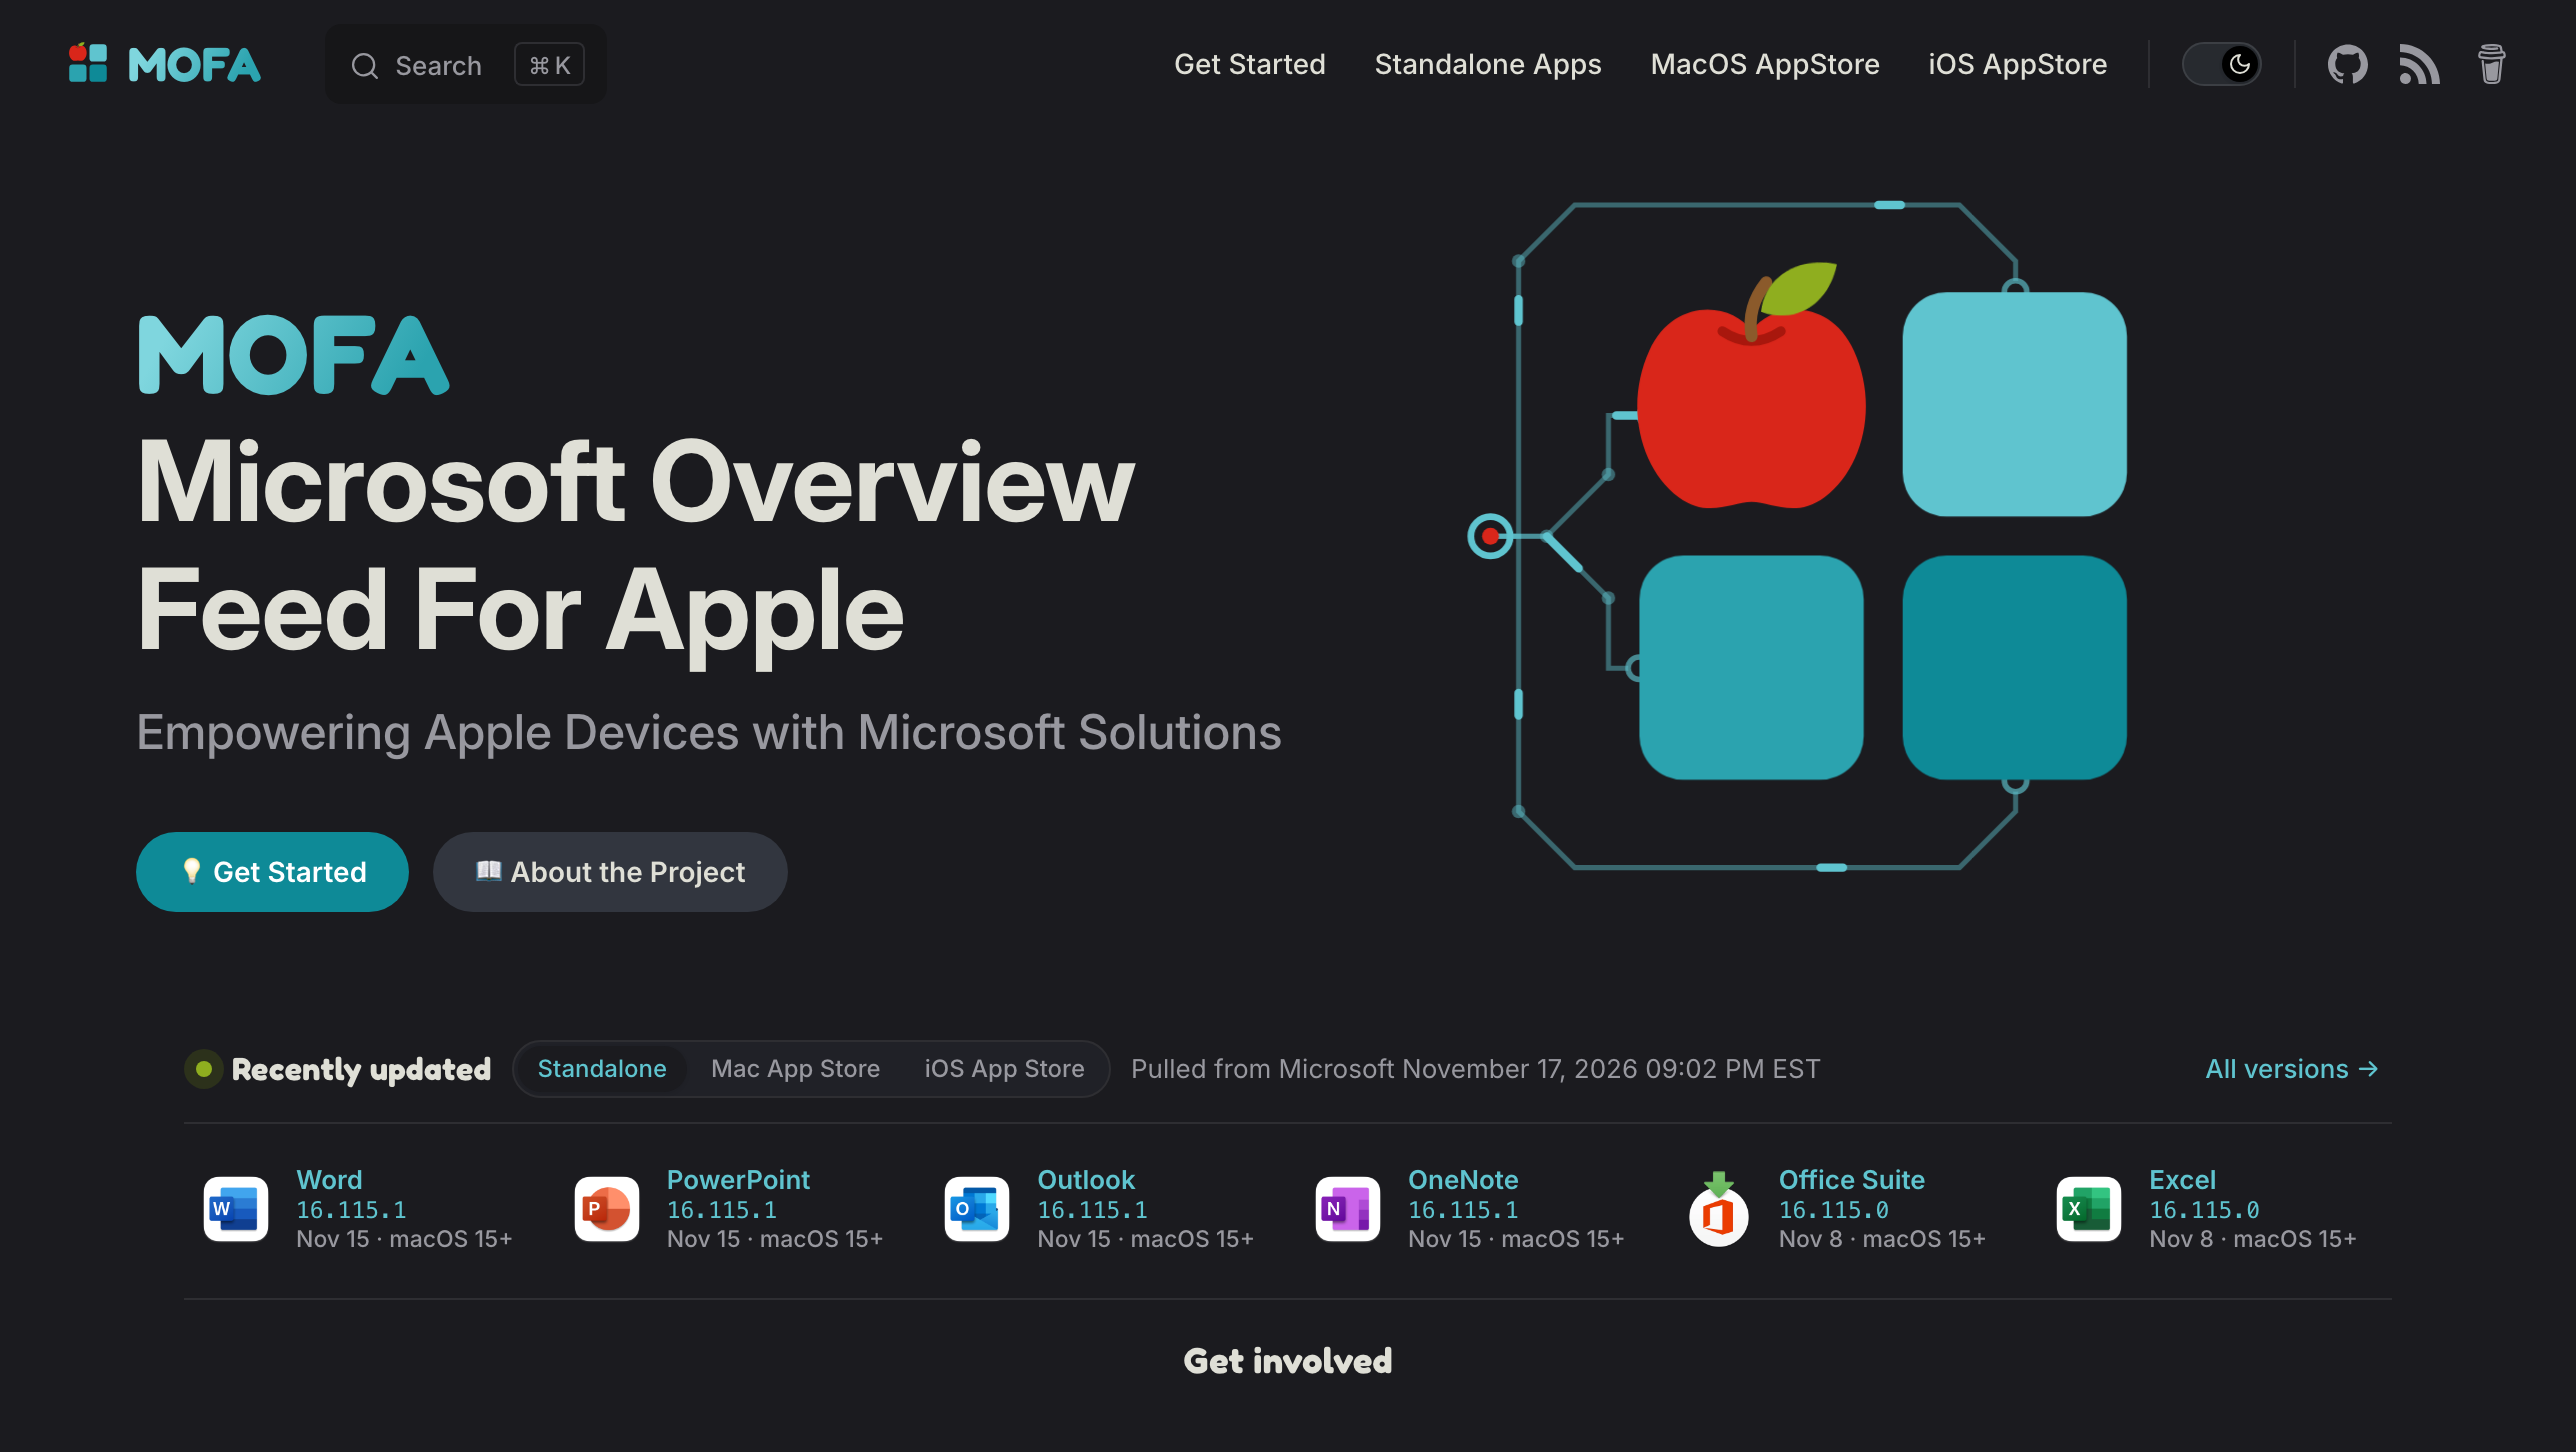 MOFA
Search
⌘ K
Get Started
Standalone Apps
MacOS AppStore
iOS AppStore
MOFA
Microsoft Overview
Feed For Apple
Empowering Apple Devices with Microsoft Solutions
💡 Get Started
📖 About the Project
Recently updated
Standalone
Mac App Store
iOS App Store
Pulled from Microsoft November 17, 2026 09:02 PM EST
All versions →
W
Word
16.115.1
Nov 15 · macOS 15+
P
PowerPoint
16.115.1
Nov 15 · macOS 15+
O
Outlook
16.115.1
Nov 15 · macOS 15+
N
OneNote
16.115.1
Nov 15 · macOS 15+
Office Suite
16.115.0
Nov 8 · macOS 15+
X
Excel
16.115.0
Nov 8 · macOS 15+
Get involved